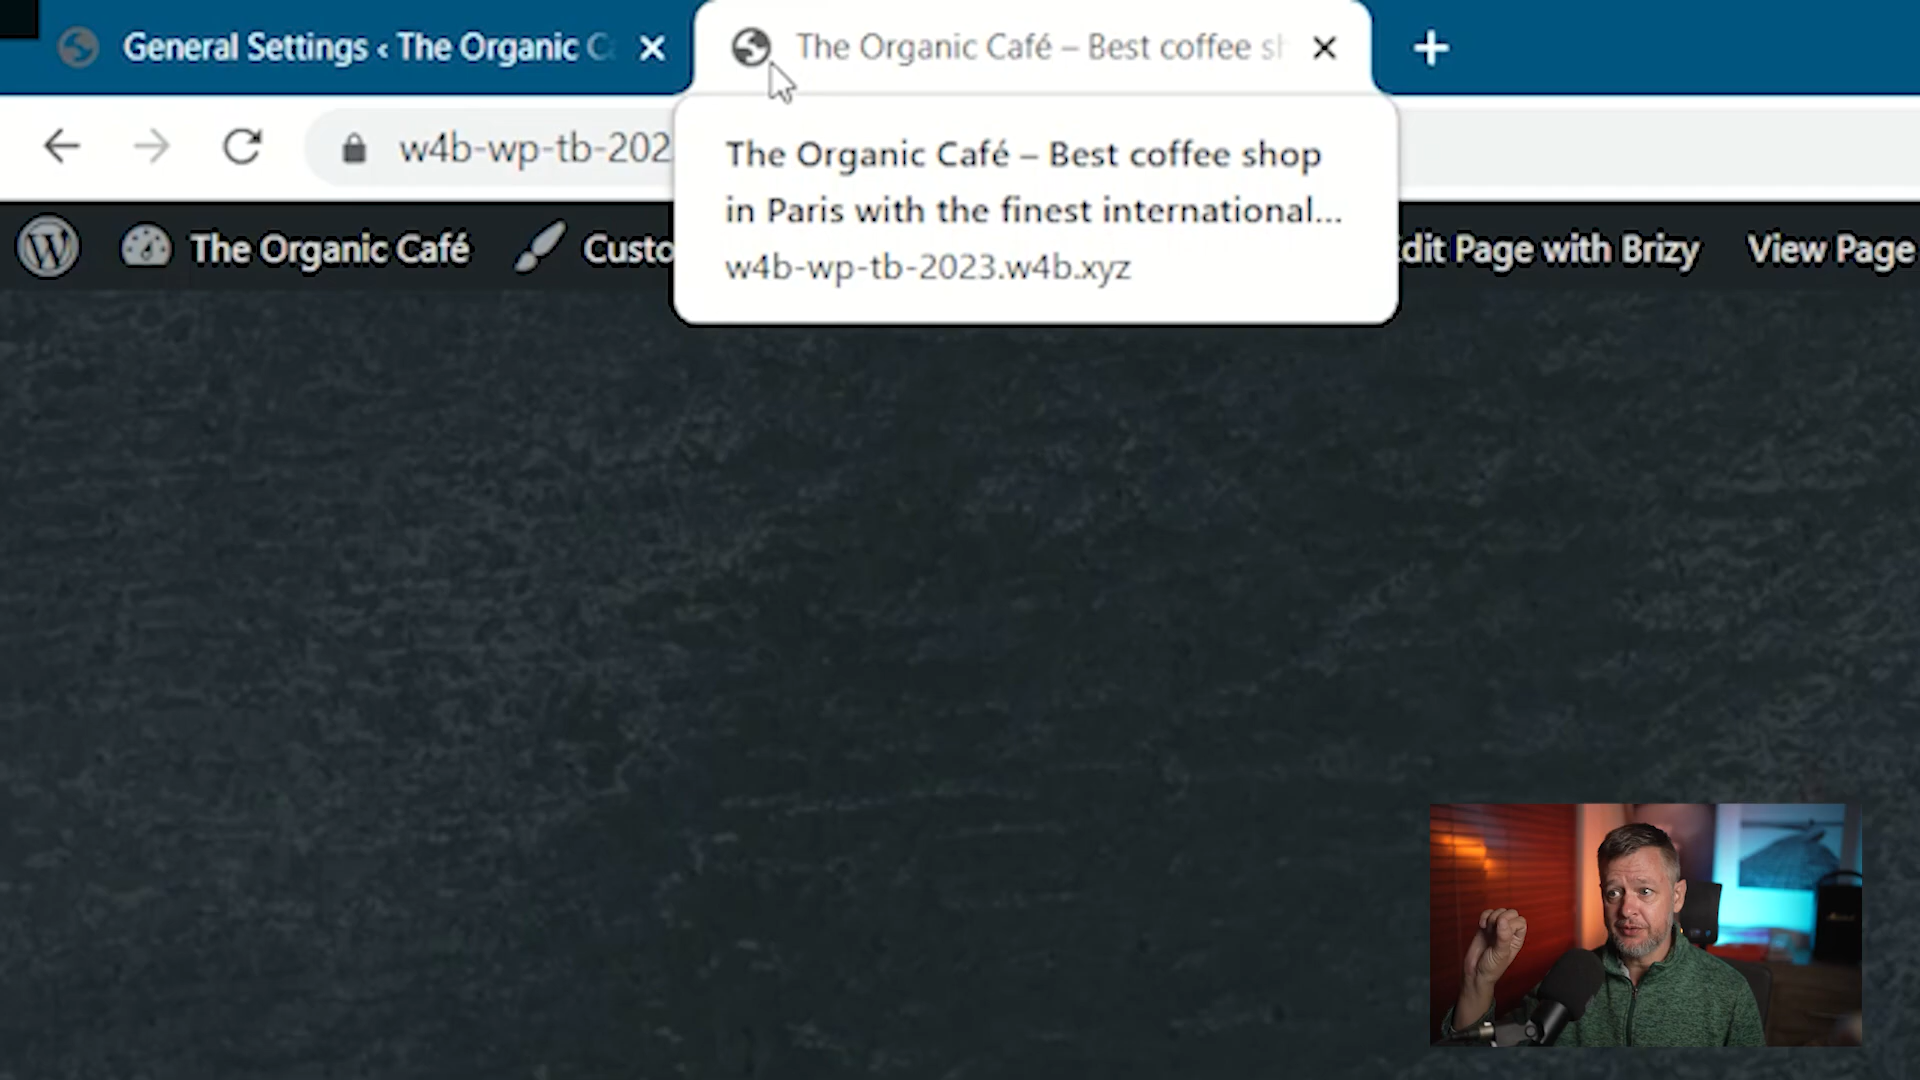 General Settings ‹ The Organic
The Organic Café – Best coffee sh
w4b-wp-tb-202
The Organic Café – Best coffee shop
in Paris with the finest international...
w4b-wp-tb-2023.w4b.xyz
The Organic Café
Custo
dit Page with Brizy
View Page